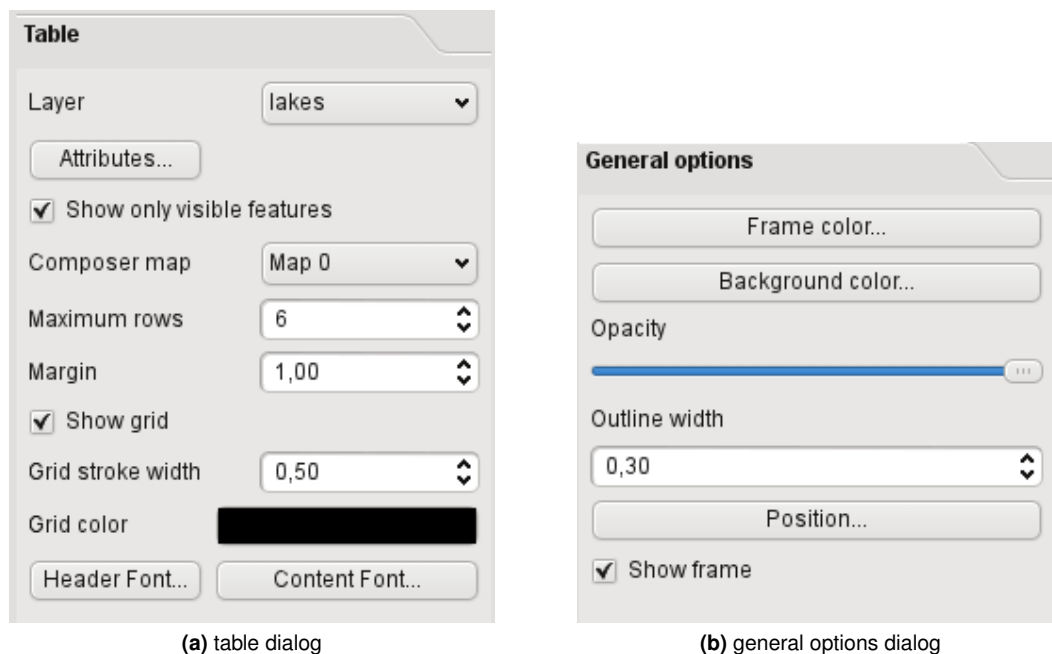 Table
Layer lakes
Attributes...
Show only visible features
Composer map Map 0
Maximum rows 6
Margin 1,00
Show grid
Grid stroke width 0,50
Grid color
Header Font... Content Font...
(a) table dialog
General options
Frame color...
Background color...
Opacity
Outline width
0,30
Position...
Show frame
(b) general options dialog